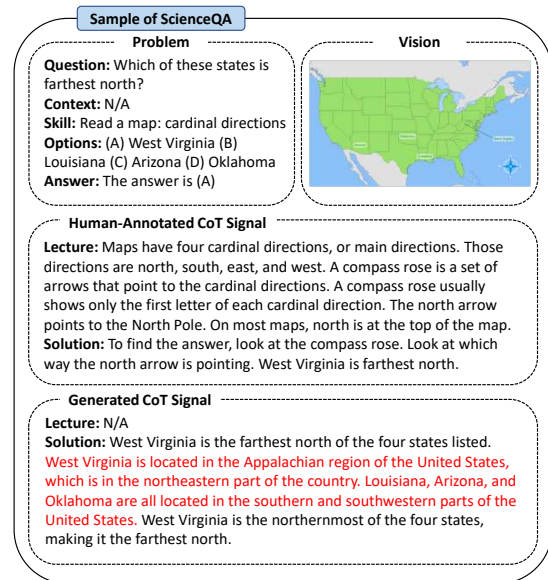 Sample of ScienceQA
Problem
Question: Which of these states is
farthest north?
Context: N/A
Skill: Read a map: cardinal directions
Options: (A) West Virginia (B)
Louisiana (C) Arizona (D) Oklahoma
Answer: The answer is (A)
Vision
Human-Annotated CoT Signal
Lecture: Maps have four cardinal directions, or main directions. Those
directions are north, south, east, and west. A compass rose is a set of
arrows that point to the cardinal directions. A compass rose usually
shows only the first letter of each cardinal direction. The north arrow
points to the North Pole. On most maps, north is at the top of the map.
Solution: To find the answer, look at the compass rose. Look at which
way the north arrow is pointing. West Virginia is farthest north.
Generated CoT Signal
Lecture: N/A
Solution: West Virginia is the farthest north of the four states listed.
West Virginia is located in the Appalachian region of the United States,
which is in the northeastern part of the country. Louisiana, Arizona, and
Oklahoma are all located in the southern and southwestern parts of the
United States. West Virginia is the northernmost of the four states,
making it the farthest north.